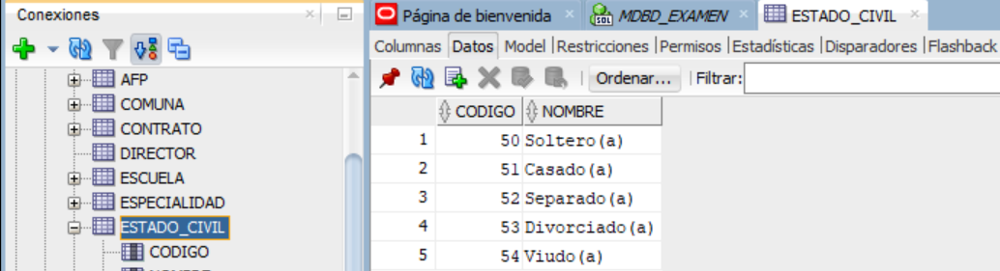 Conexiones
AFP
COMUNA
CONTRATO
DIRECTOR
ESCUELA
ESPECIALIDAD
ESTADO_CIVIL
CODIGO
Página de bienvenida MDBD_EXAMEN ESTADO_CIVIL
Columnas Datos Model Restricciones Permisos Estadísticas Disparadores Flashback
Ordenar... Filtrar:
CODIGO NOMBRE
1 50 Soltero(a)
2 51 Casado(a)
3 52 Separado(a)
4 53 Divorciado(a)
5 54 Viudo(a)